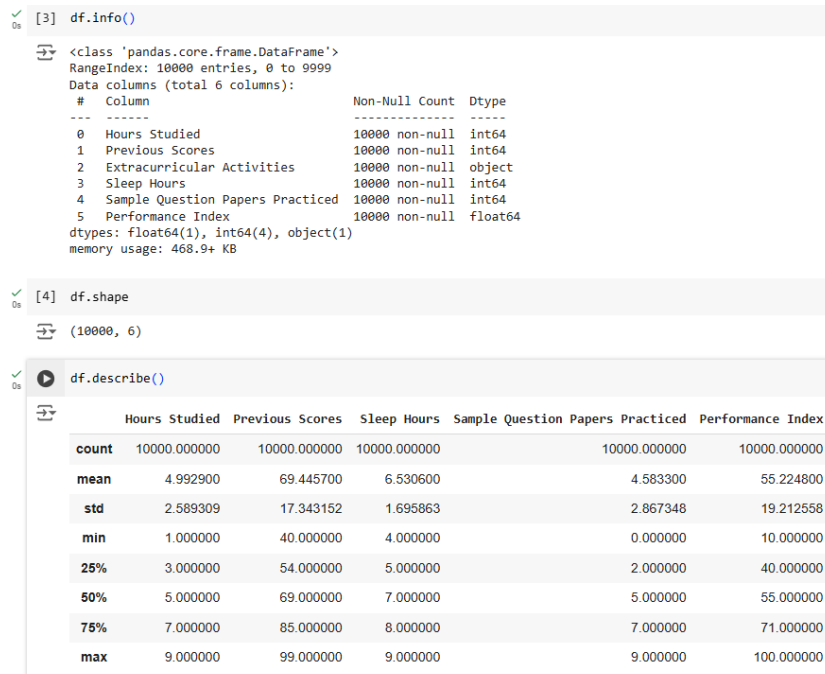 0s [3] df.info()
<class 'pandas.core.frame.DataFrame'>
RangeIndex: 10000 entries, 0 to 9999
Data columns (total 6 columns):
 #   Column                            Non-Null Count  Dtype
---  ------                            --------------  -----
 0   Hours Studied                     10000 non-null  int64
 1   Previous Scores                   10000 non-null  int64
 2   Extracurricular Activities        10000 non-null  object
 3   Sleep Hours                       10000 non-null  int64
 4   Sample Question Papers Practiced  10000 non-null  int64
 5   Performance Index                 10000 non-null  float64
dtypes: float64(1), int64(4), object(1)
memory usage: 468.9+ KB
0s [4] df.shape
(10000, 6)
0s df.describe()
Hours Studied Previous Scores Sleep Hours Sample Question Papers Practiced Performance Index
count 10000.000000 10000.000000 10000.000000 10000.000000 10000.000000
mean 4.992900 69.445700 6.530600 4.583300 55.224800
std 2.589309 17.343152 1.695863 2.867348 19.212558
min 1.000000 40.000000 4.000000 0.000000 10.000000
25% 3.000000 54.000000 5.000000 2.000000 40.000000
50% 5.000000 69.000000 7.000000 5.000000 55.000000
75% 7.000000 85.000000 8.000000 7.000000 71.000000
max 9.000000 99.000000 9.000000 9.000000 100.000000